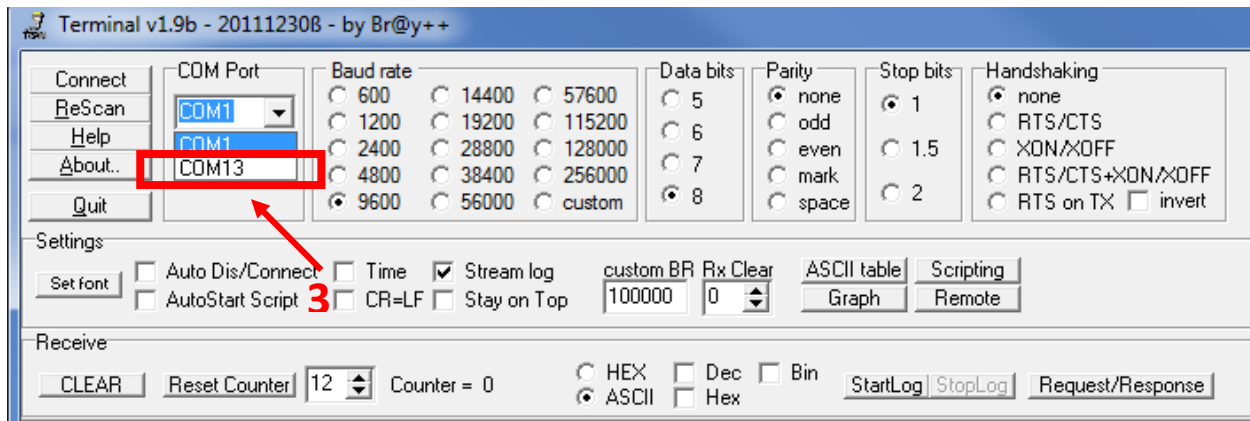 Terminal v1.9b - 20111230ß - by Br@y++
Connect
ReScan
Help
About..
Quit
COM Port
COM1
COM1
COM13
Baud rate
600 14400 57600
1200 19200 115200
2400 28800 128000
4800 38400 256000
9600 56000 custom
Data bits
5
6
7
8
Parity
none
odd
even
mark
space
Stop bits
1
1.5
2
Handshaking
none
RTS/CTS
XON/XOFF
RTS/CTS+XON/XOFF
RTS on TX invert
Settings
Set font
Auto Dis/Connect Time Stream log
AutoStart Script CR=LF Stay on Top
3
custom BR Rx Clear
100000 0
ASCII table Scripting
Graph Remote
Receive
CLEAR Reset Counter 12 Counter = 0
HEX Dec Bin
ASCII Hex
StartLog StopLog Request/Response